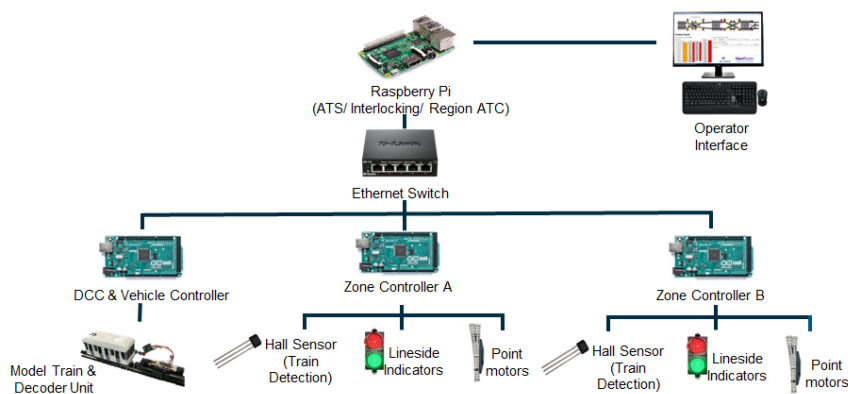 Raspberry Pi
(ATS/ Interlocking/ Region ATC)
Operator
Interface
D-Link
Ethernet Switch
DCC & Vehicle Controller
Zone Controller A
Zone Controller B
Model Train &
Decoder Unit
Hall Sensor
(Train
Detection)
Lineside
Indicators
Point
motors
Hall Sensor
(Train
Detection)
Lineside
Indicators
Point
motors